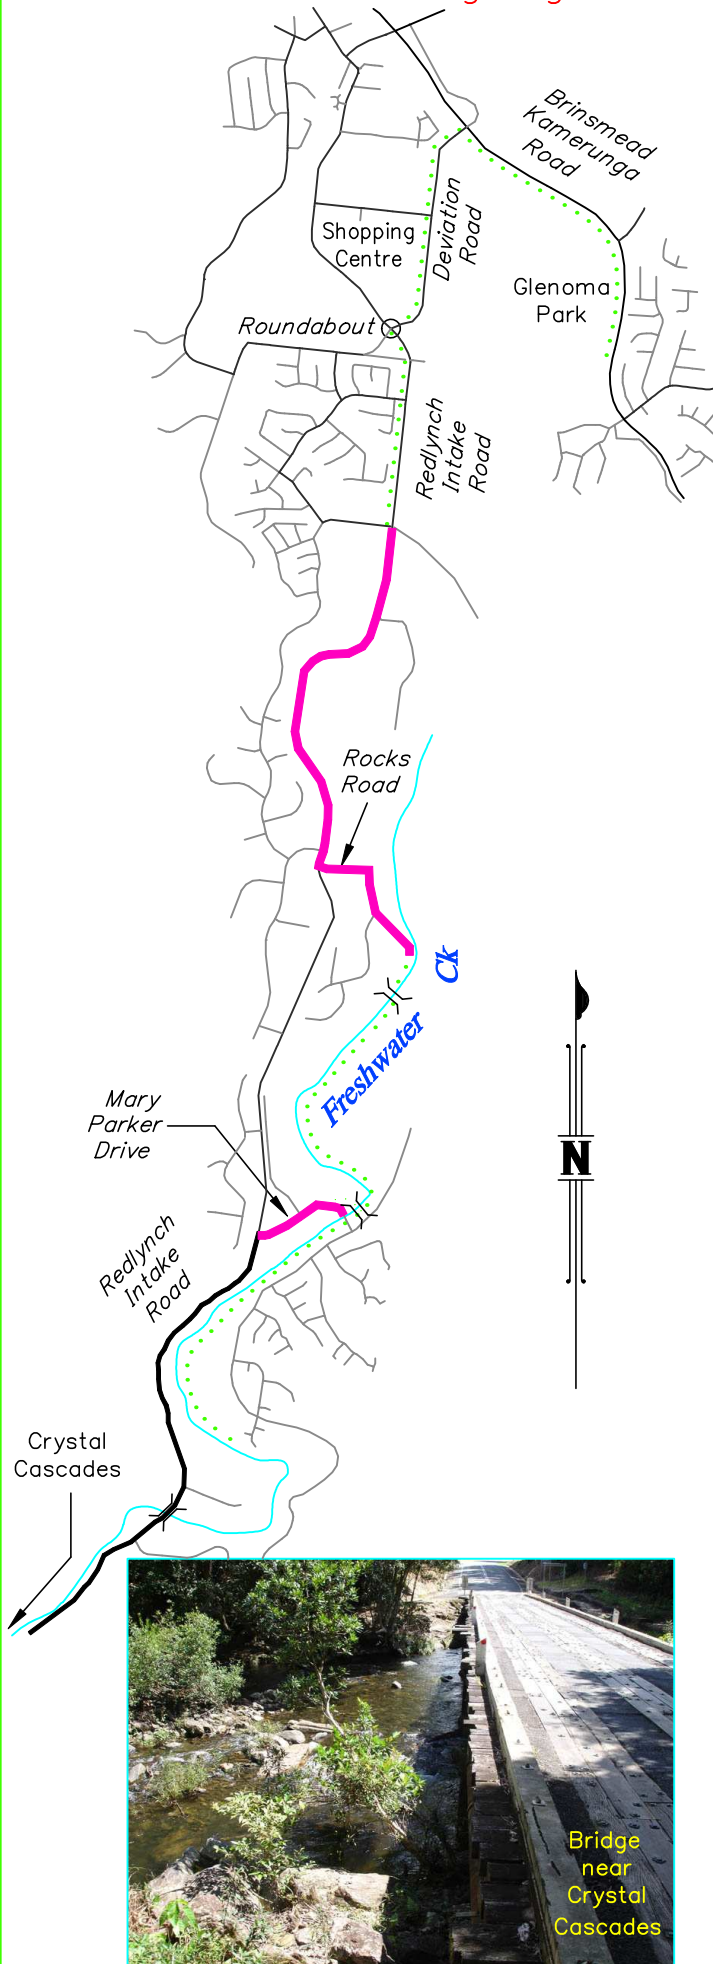 Brinsmead
Kamerunga
Road
Deviation
Road
Shopping
Centre
Glenoma
Park
Roundabout
Redlynch
Intake
Road
Rocks
Road
Ck
Freshwater
Mary
Parker
Drive
N
Redlynch
Intake
Road
Crystal
Cascades
Bridge
near
Crystal
Cascades